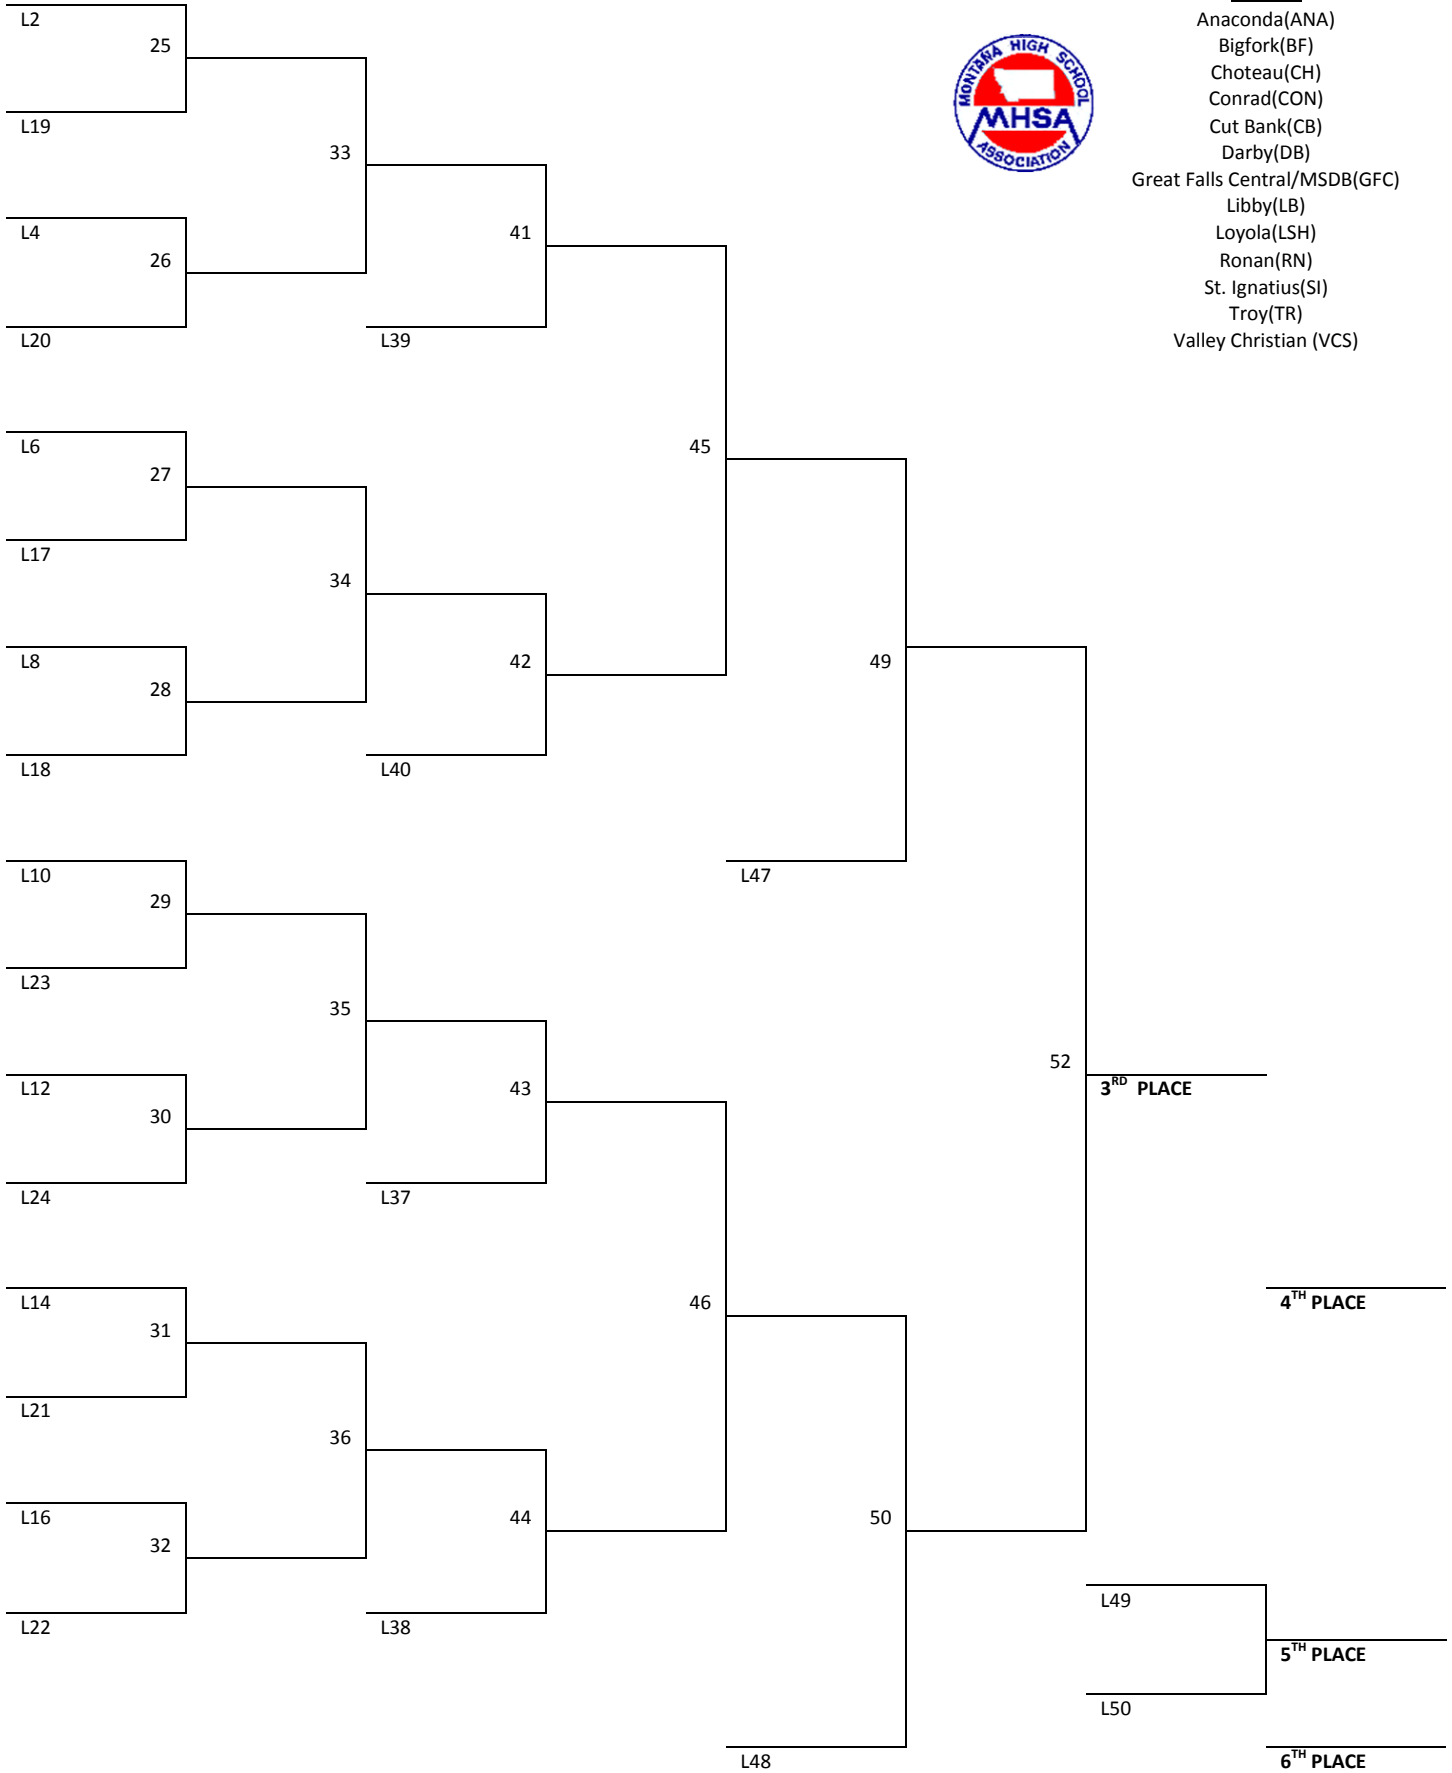 L2
25
L19
33
L4
26
41
L20
L39
L6
27
45
L17
34
L8
28
42
49
L18
L40
L10
29
L47
L23
35
L12
30
43
52
3RD PLACE
L24
L37
L14
31
46
4TH PLACE
L21
36
L16
32
44
50
L22
L38
L49
5TH PLACE
L50
L48
6TH PLACE
MONTANA HIGH SCHOOL
MHSA
ASSOCIATION
Anaconda(ANA)
Bigfork(BF)
Choteau(CH)
Conrad(CON)
Cut Bank(CB)
Darby(DB)
Great Falls Central/MSDB(GFC)
Libby(LB)
Loyola(LSH)
Ronan(RN)
St. Ignatius(SI)
Troy(TR)
Valley Christian (VCS)